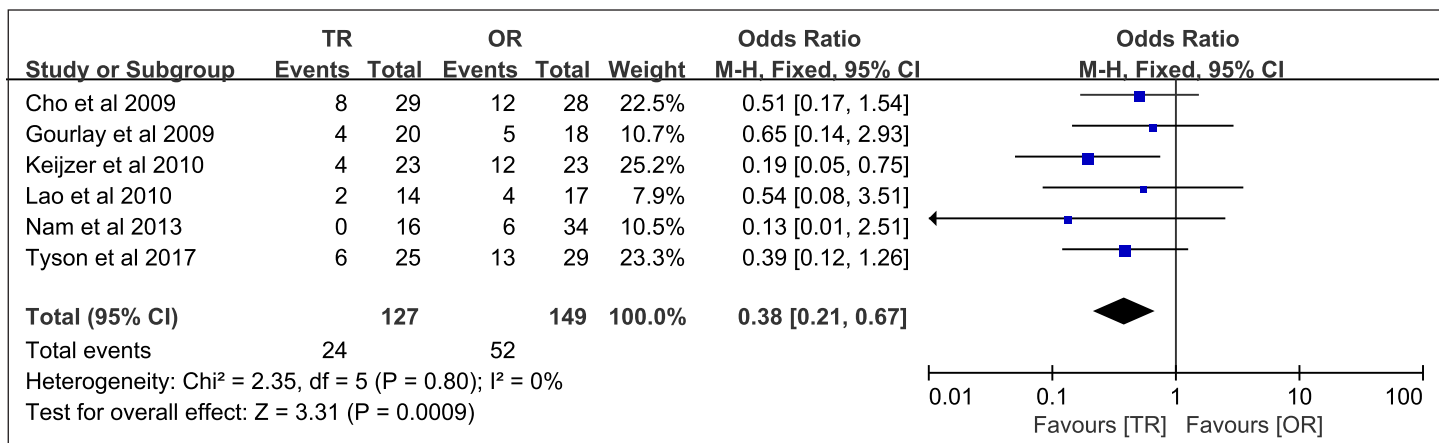 TR OR Odds Ratio Odds Ratio
Study or Subgroup Events Total Events Total Weight M-H, Fixed, 95% CI M-H, Fixed, 95% CI
Cho et al 2009 8 29 12 28 22.5% 0.51 [0.17, 1.54]
Gourlay et al 2009 4 20 5 18 10.7% 0.65 [0.14, 2.93]
Keijzer et al 2010 4 23 12 23 25.2% 0.19 [0.05, 0.75]
Lao et al 2010 2 14 4 17 7.9% 0.54 [0.08, 3.51]
Nam et al 2013 0 16 6 34 10.5% 0.13 [0.01, 2.51]
Tyson et al 2017 6 25 13 29 23.3% 0.39 [0.12, 1.26]
Total (95% CI) 127 149 100.0% 0.38 [0.21, 0.67]
Total events 24 52
Heterogeneity: Chi² = 2.35, df = 5 (P = 0.80); I² = 0%
Test for overall effect: Z = 3.31 (P = 0.0009)
0.01 0.1 1 10 100
Favours [TR] Favours [OR]